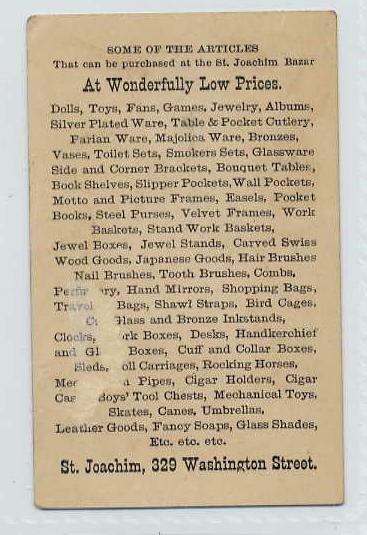 SOME OF THE ARTICLES
That can be purchased at the St. Joachim Bazar
At Wonderfully Low Prices.
Dolls, Toys, Fans, Games, Jewelry, Albums,
Silver Plated Ware, Table & Pocket Cutlery,
Parian Ware, Majolica Ware, Bronzes,
Vases, Toilet Sets, Smokers Sets, Glassware
Side and Corner Brackets, Bouquet Tables,
Book Shelves, Slipper Pockets, Wall Pockets,
Motto and Picture Frames, Easels, Pocket
Books, Steel Purses, Velvet Frames, Work
Baskets, Stand Work Baskets,
Jewel Boxes, Jewel Stands, Carved Swiss
Wood Goods, Japanese Goods, Hair Brushes
Nail Brushes, Tooth Brushes, Combs,
Hand Mirrors, Shopping Bags,
Bags, Shawl Straps, Bird Cages,
Glass and Bronze Inkstands,
Clocks, Boxes, Desks, Handkerchief
and Boxes, Cuff and Collar Boxes,
Sleds, Carriages, Rocking Horses,
Pipes, Cigar Holders, Cigar
Boys' Tool Chests, Mechanical Toys,
Skates, Canes, Umbrellas,
Leather Goods, Fancy Soaps, Glass Shades,
Etc. etc. etc.
St. Joachim, 329 Washington Street.